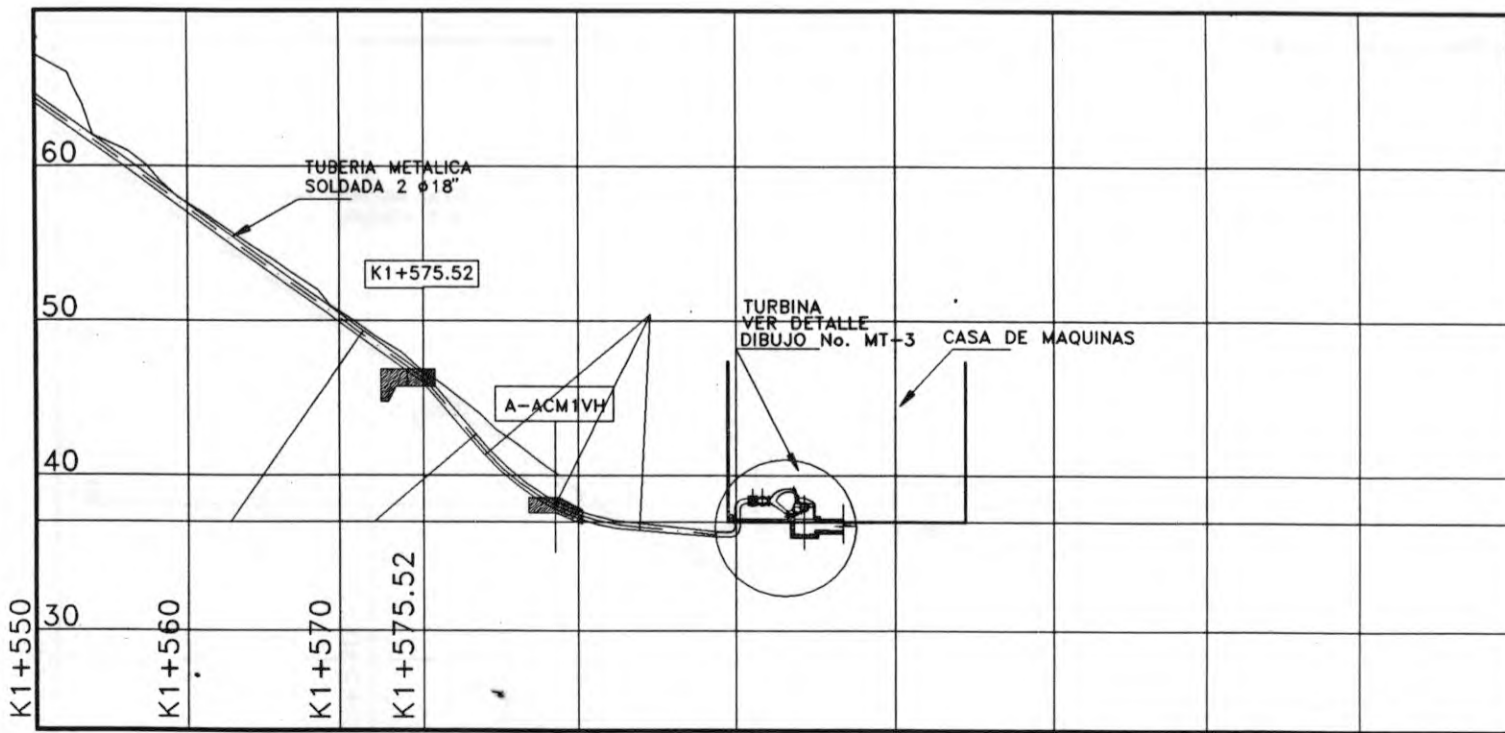 60
TUBERIA METALICA
SOLDADA 2 ø18"
K1+575.52
50
TURBINA
VER DETALLE
DIBUJO No. MT-3
CASA DE MAQUINAS
A-ACM1VH
40
30
K1+550
K1+560
K1+570
K1+575.52